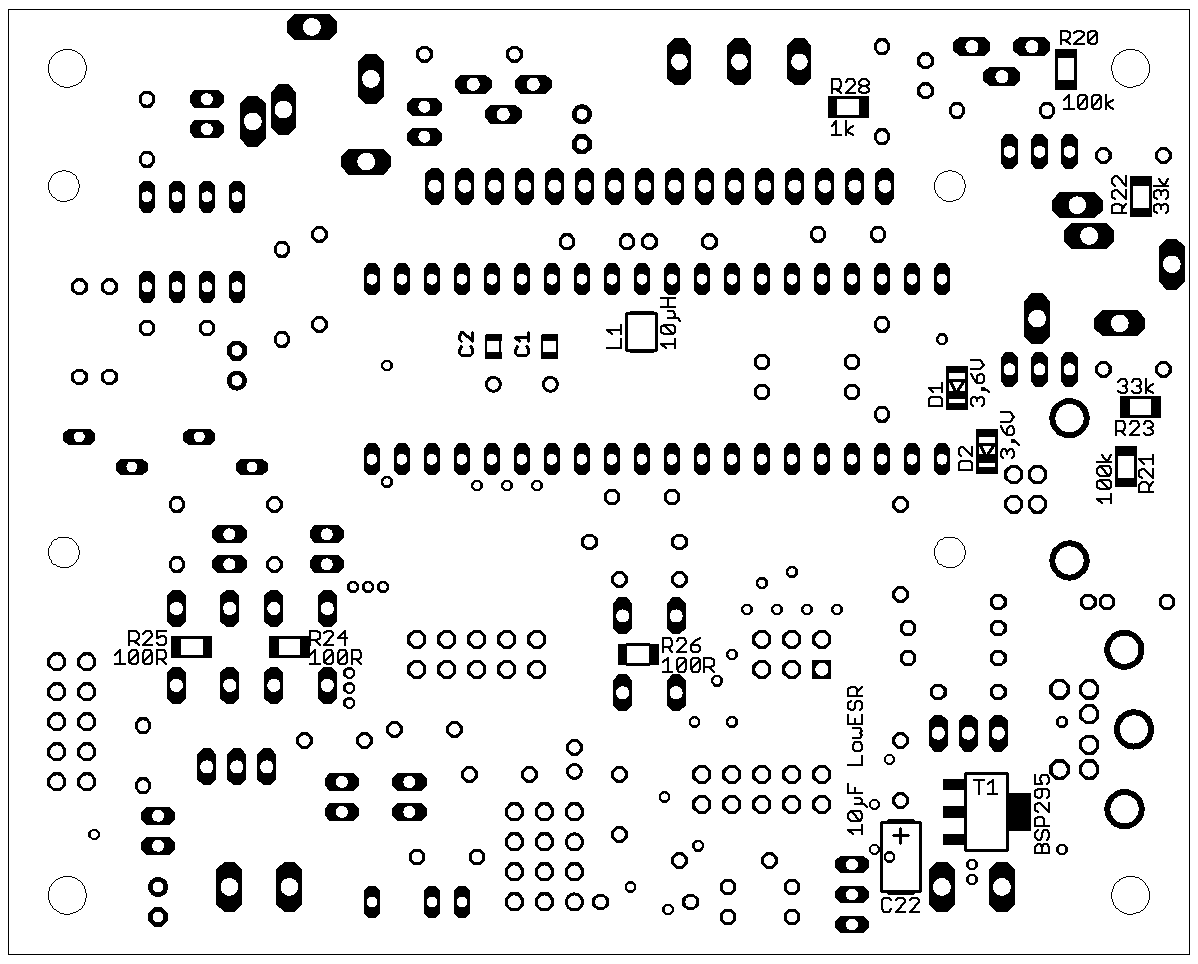 R20
100k
R28
1k
R22
33k
L1
10µH
C2
C1
D1
3,6V
33k
R23
D2
3,6V
100k
R21
R25
100R
R24
100R
R26
100R
10µF LowESR
T1
BSP295
+
C22